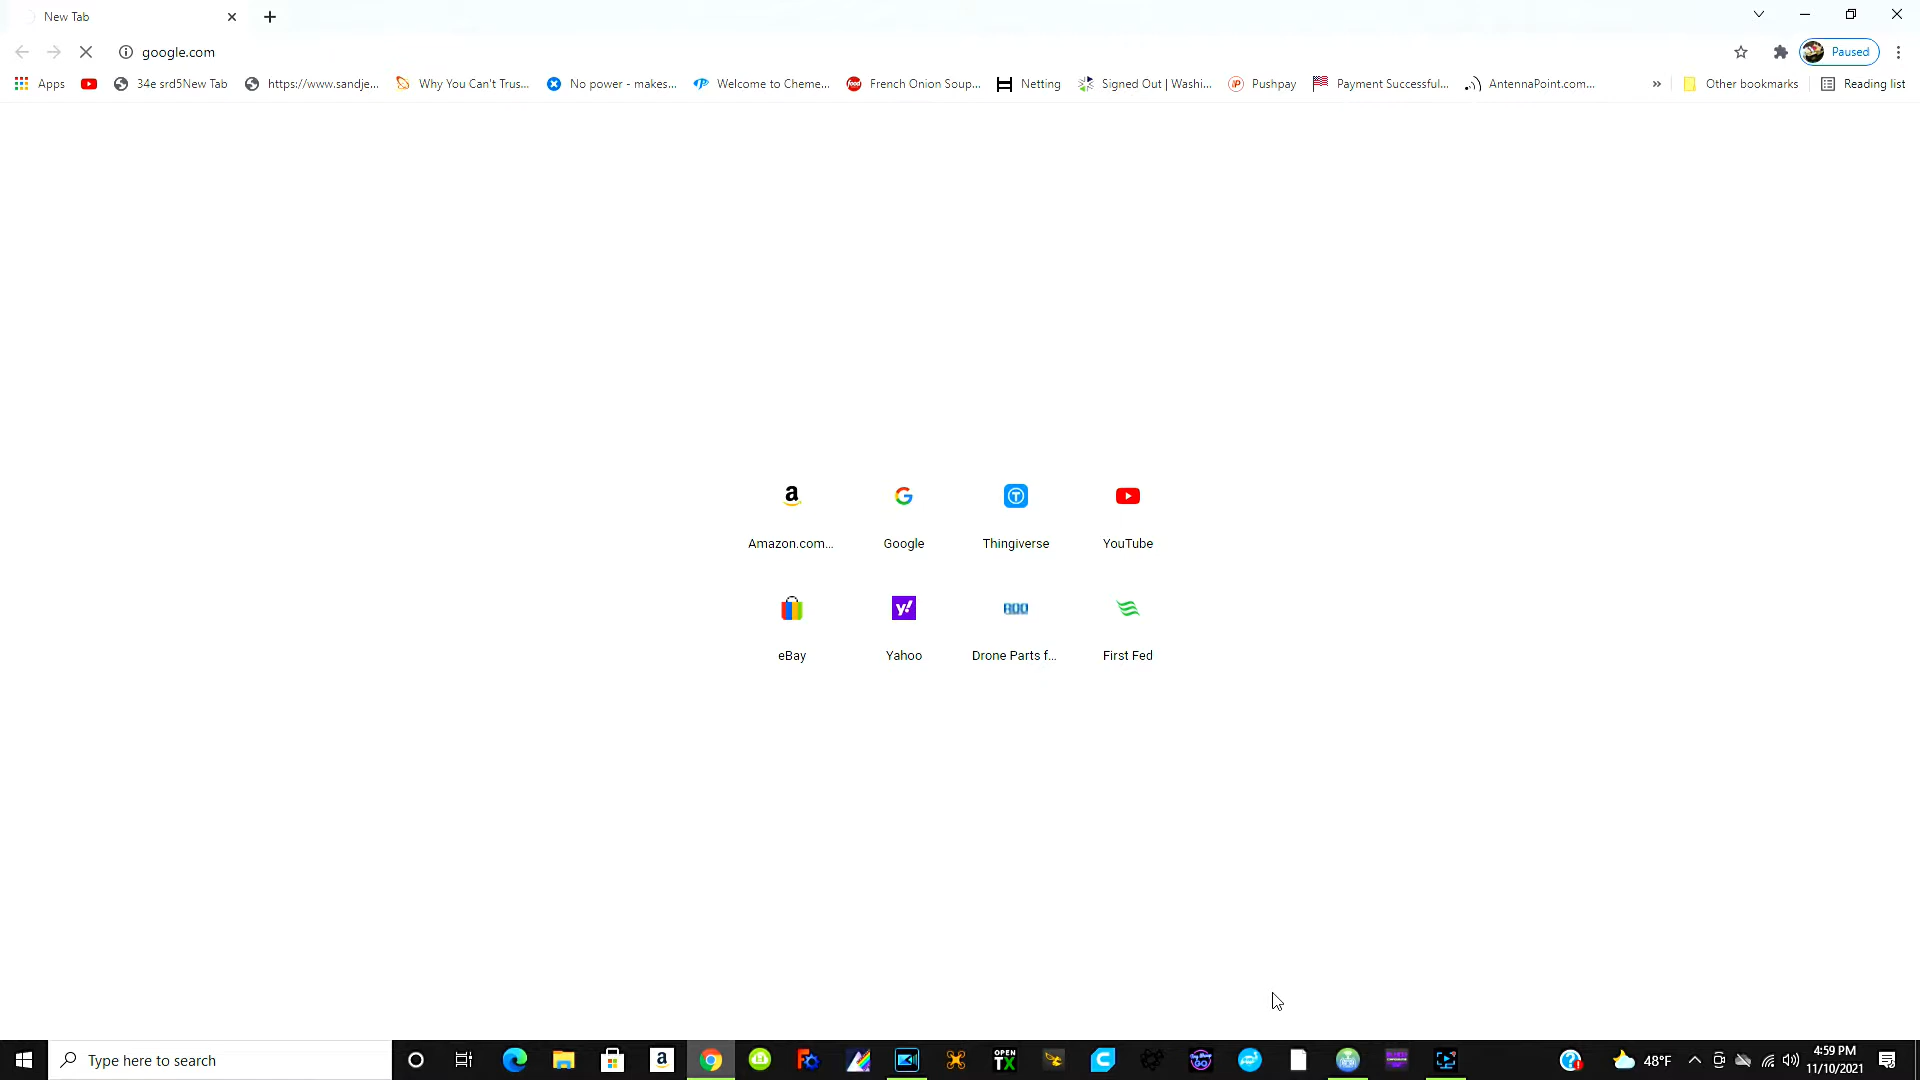 New Tab
google.com
Paused
Apps 34e srd5New Tab https://www.sandje... Why You Can't Trus... No power - makes... Welcome to Cheme... French Onion Soup... Netting Signed Out | Washi... Pushpay Payment Successful... AntennaPoint.com... » Other bookmarks Reading list
Amazon.com... Google Thingiverse YouTube
eBay Yahoo Drone Parts f... First Fed
Type here to search
OPEN TX
48°F
4:59 PM
11/10/2021